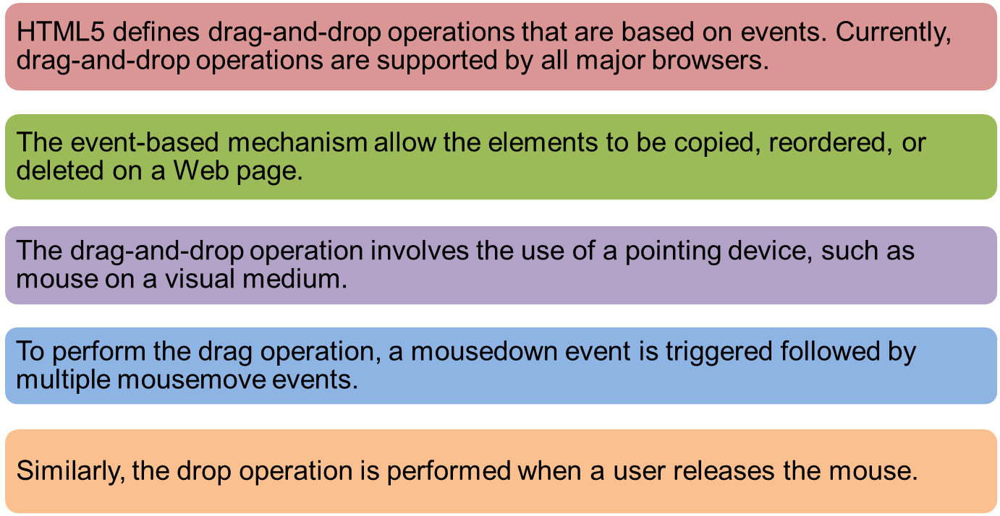 HTML5 defines drag-and-drop operations that are based on events. Currently,
drag-and-drop operations are supported by all major browsers.
The event-based mechanism allow the elements to be copied, reordered, or
deleted on a Web page.
The drag-and-drop operation involves the use of a pointing device, such as
mouse on a visual medium.
To perform the drag operation, a mousedown event is triggered followed by
multiple mousemove events.
Similarly, the drop operation is performed when a user releases the mouse.